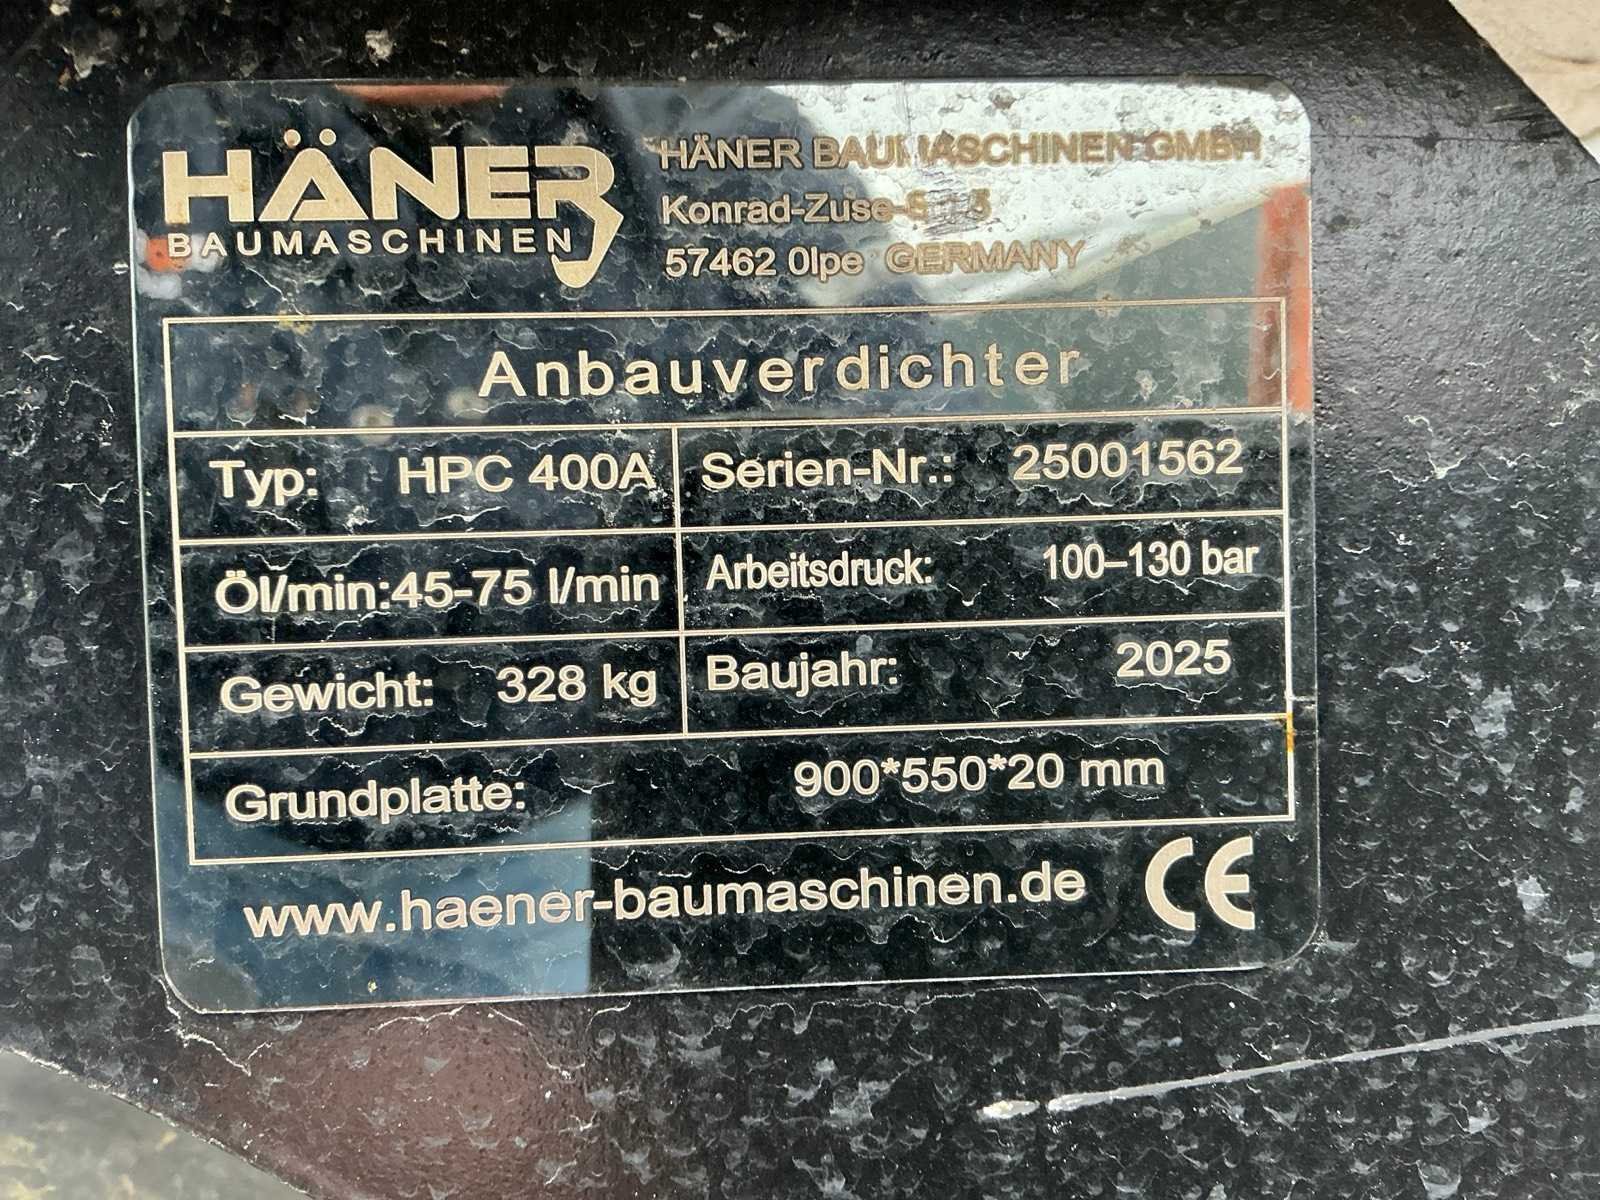 HÄNER
BAUMASCHINEN
HÄNER BAUMASCHINEN GMBH
57462 Olpe GERMANY
Anbauverdichter
Typ: HPC 400A Serien-Nr.: 25001562
Öl/min:45-75 l/min Arbeitsdruck: 100–130 bar
Gewicht: 328 kg Baujahr: 2025
Grundplatte: 900*550*20 mm
www.haener-baumaschinen.de CE